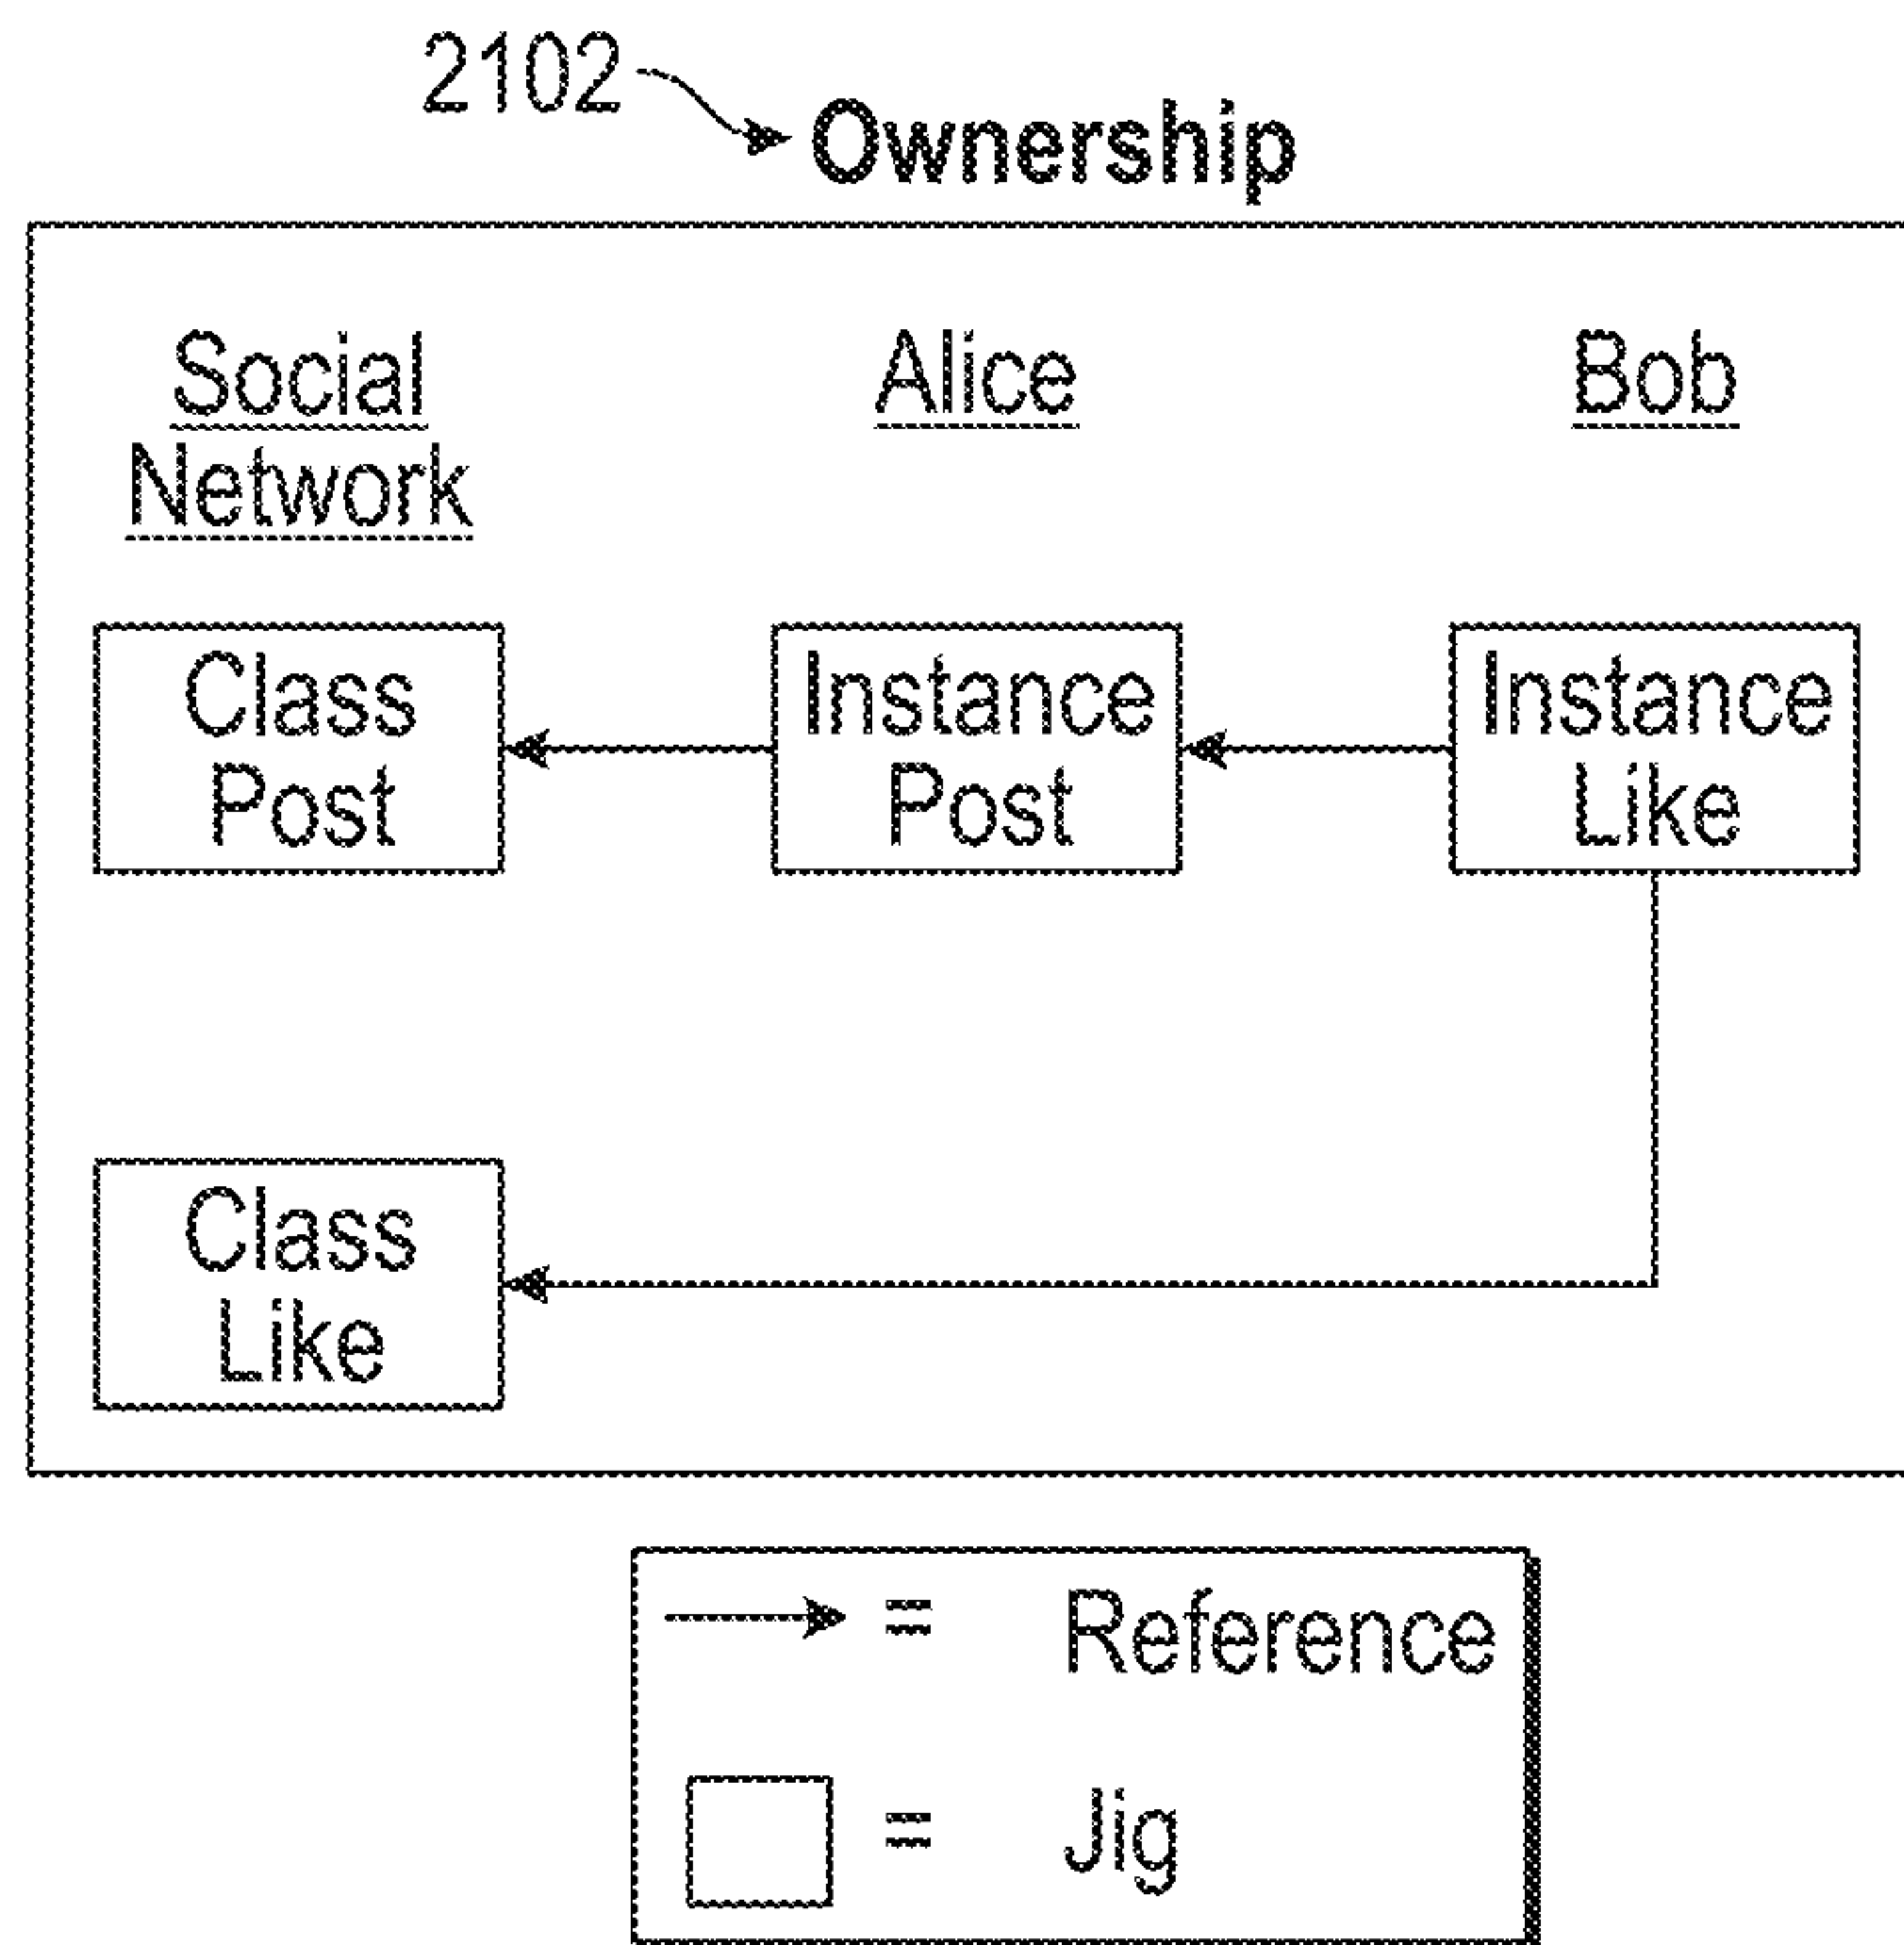 2102
Ownership
Social
Network
Alice
Bob
Class
Post
Instance
Post
Instance
Like
Class
Like
= Reference
= Jig